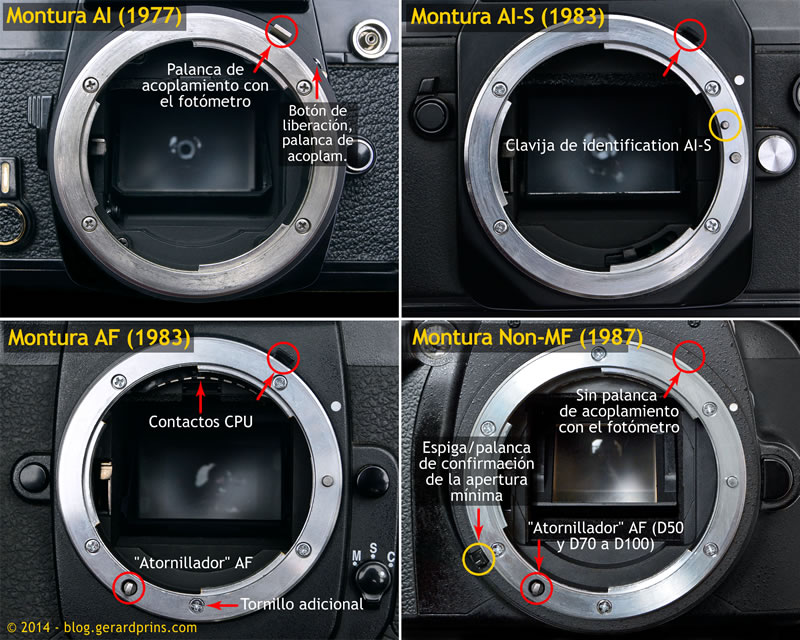 Montura AI (1977)
Palanca de
acoplamiento con
el fotómetro
Botón de
liberación,
palanca de
acoplam.
Montura AI-S (1983)
Clavija de identification AI-S
Montura AF (1983)
Contactos CPU
"Atornillador" AF
M S C
Tornillo adicional
© 2014 - blog.gerardprins.com
Montura Non-MF (1987)
Sin palanca
de acoplamiento
con el fotómetro
Espiga/palanca
de confirmación
de la apertura
mínima
"Atornillador" AF (D50
y D70 a D100)